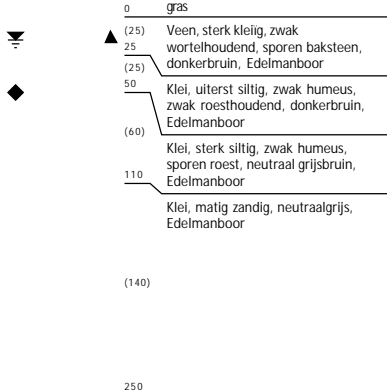 0
gras
(25)
Veen, sterk kleiïg, zwak
wortelhoudend, sporen baksteen,
donkerbruin, Edelmanboor
25
(25)
50
Klei, uiterst siltig, zwak humeus,
zwak roesthoudend, donkerbruin,
Edelmanboor
(60)
Klei, sterk siltig, zwak humeus,
sporen roest, neutraal grijsbruin,
Edelmanboor
110
Klei, matig zandig, neutraalgrijs,
Edelmanboor
(140)
250